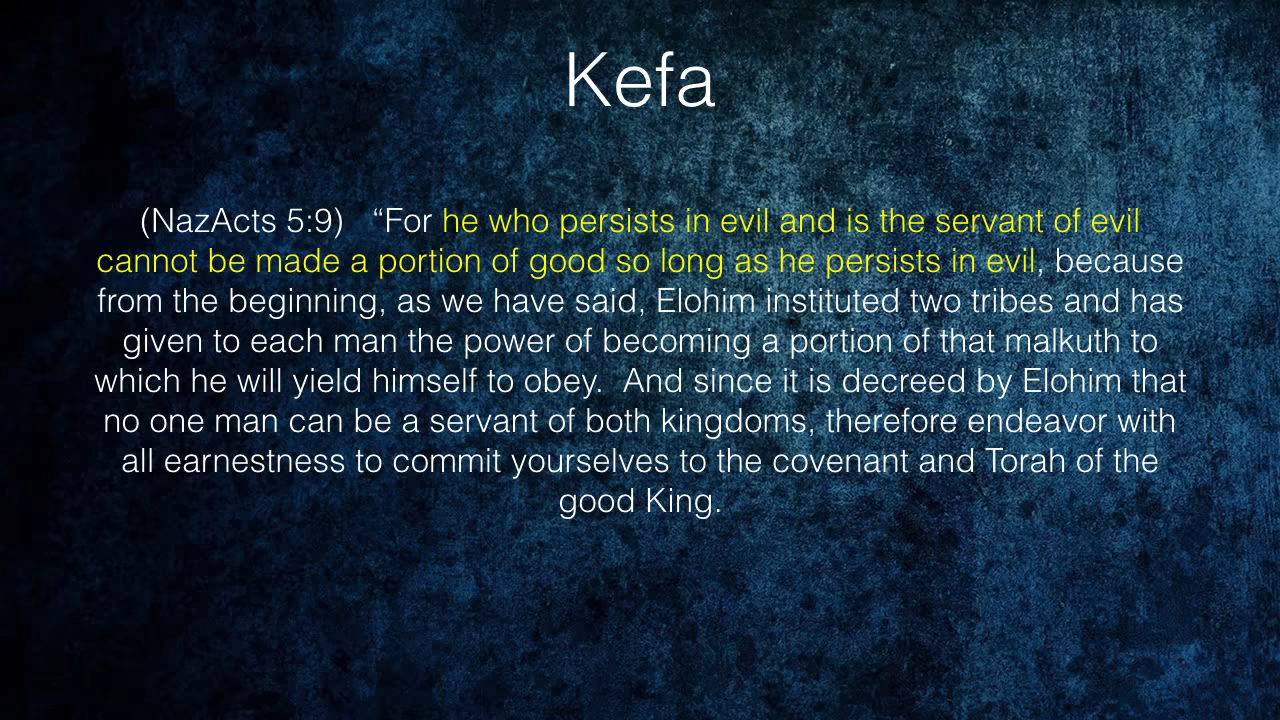 Kefa
(NazActs 5:9)   “For he who persists in evil and is the servant of evil
cannot be made a portion of good so long as he persists in evil, because
from the beginning, as we have said, Elohim instituted two tribes and has
given to each man the power of becoming a portion of that malkuth to
which he will yield himself to obey.  And since it is decreed by Elohim that
no one man can be a servant of both kingdoms, therefore endeavor with
all earnestness to commit yourselves to the covenant and Torah of the
good King.